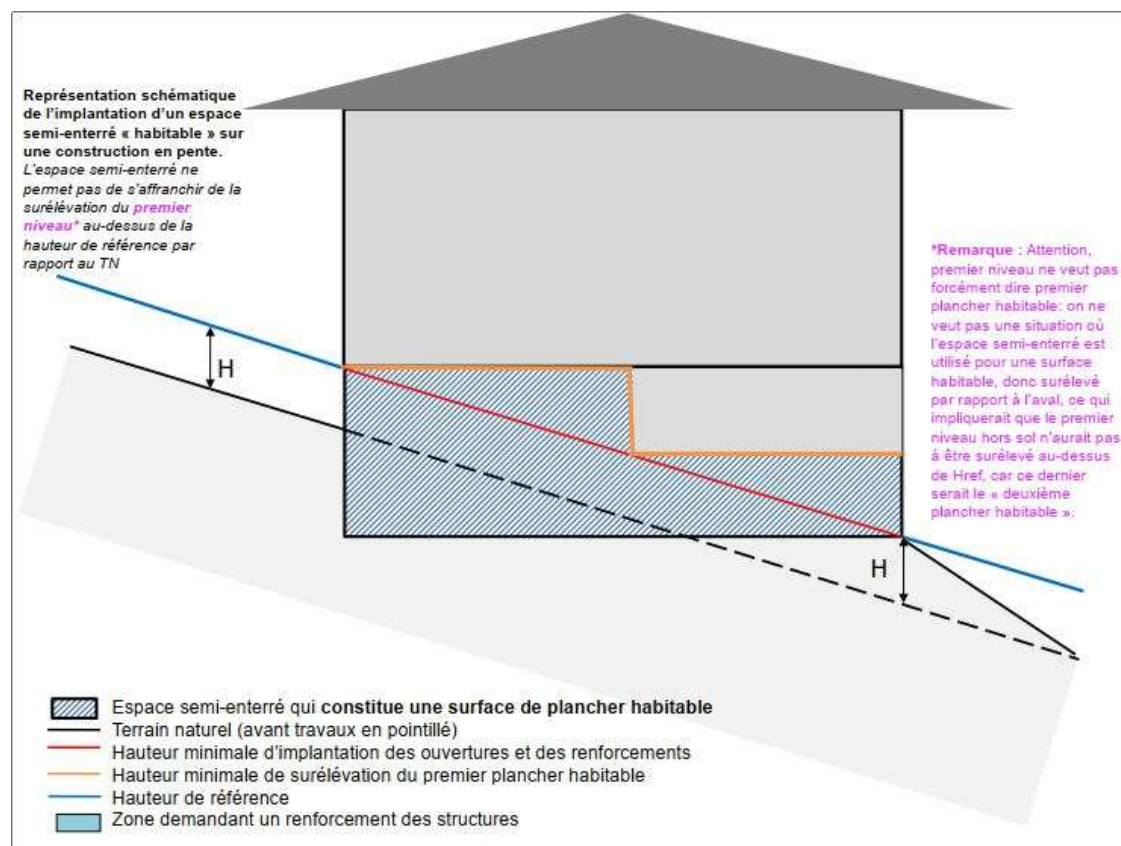 Représentation schématique
de l'implantation d'un espace
semi-enterré « habitable » sur
une construction en pente.
L'espace semi-enterré ne
permet pas de s'affranchir de la
surélévation du premier
niveau* au-dessus de la
hauteur de référence par
rapport au TN
*Remarque : Attention,
premier niveau ne veut pas
forcément dire premier
plancher habitable: on ne
veut pas une situation où
l'espace semi-enterré est
utilisé pour une surface
habitable, donc surélevé
par rapport à l'aval, ce qui
impliquerait que le premier
niveau hors sol n'aurait pas
à être surélevé au-dessus
de Href, car ce dernier
serait le « deuxième
plancher habitable ».
H
H
Espace semi-enterré qui constitue une surface de plancher habitable
Terrain naturel (avant travaux en pointillé)
Hauteur minimale d'implantation des ouvertures et des renforcements
Hauteur minimale de surélévation du premier plancher habitable
Hauteur de référence
Zone demandant un renforcement des structures